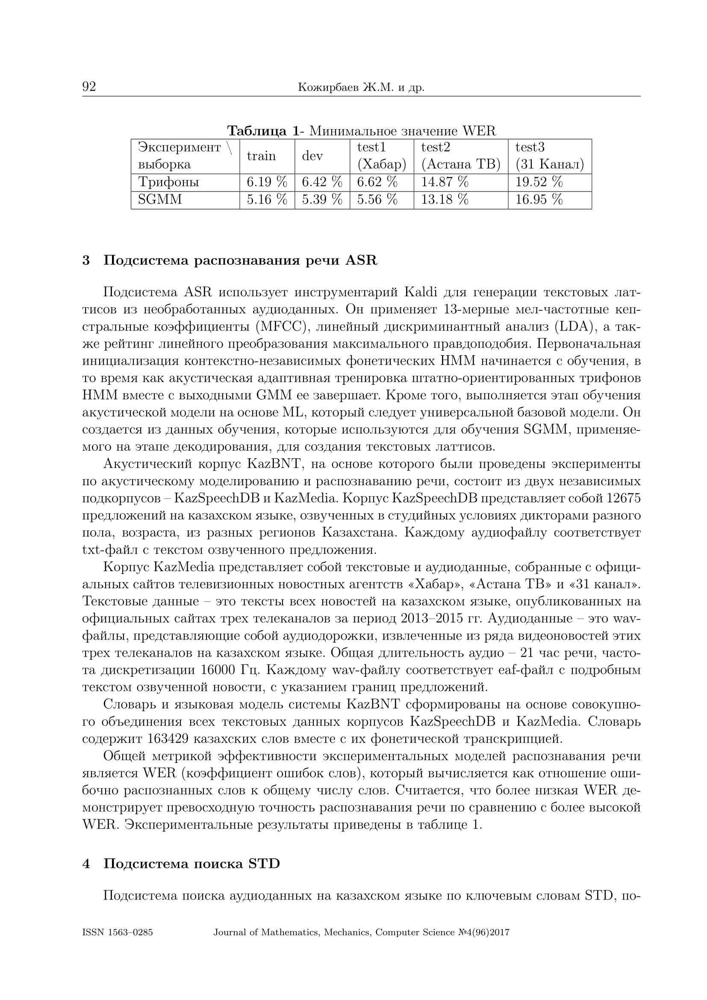 92
Кожирбаев Ж.М. и др.
Таблица 1- Минимальное значение WER
Эксперимент \ выборка train dev test1 (Хабар) test2 (Астана ТВ) test3 (31 Канал)
Трифоны 6.19 % 6.42 % 6.62 % 14.87 % 19.52 %
SGMM 5.16 % 5.39 % 5.56 % 13.18 % 16.95 %
3 Подсистема распознавания речи ASR
Подсистема ASR использует инструментарий Kaldi для генерации текстовых лат-
тисов из необработанных аудиоданных. Он применяет 13-мерные мел-частотные кеп-
стральные коэффициенты (MFCC), линейный дискриминантный анализ (LDA), а так-
же рейтинг линейного преобразования максимального правдоподобия. Первоначальная
инициализация контекстно-независимых фонетических HMM начинается с обучения, в
то время как акустическая адаптивная тренировка штатно-ориентированных трифонов
HMM вместе с выходными GMM ее завершает. Кроме того, выполняется этап обучения
акустической модели на основе ML, который следует универсальной базовой модели. Он
создается из данных обучения, которые используются для обучения SGMM, применяе-
мого на этапе декодирования, для создания текстовых латтисов.
Акустический корпус KazBNT, на основе которого были проведены эксперименты
по акустическому моделированию и распознаванию речи, состоит из двух независимых
подкорпусов – KazSpeechDB и KazMedia. Корпус KazSpeechDB представляет собой 12675
предложений на казахском языке, озвученных в студийных условиях дикторами разного
пола, возраста, из разных регионов Казахстана. Каждому аудиофайлу соответствует
txt-файл с текстом озвученного предложения.
Корпус KazMedia представляет собой текстовые и аудиоданные, собранные с офици-
альных сайтов телевизионных новостных агентств «Хабар», «Астана ТВ» и «31 канал».
Текстовые данные – это тексты всех новостей на казахском языке, опубликованных на
официальных сайтах трех телеканалов за период 2013–2015 гг. Аудиоданные – это wav-
файлы, представляющие собой аудиодорожки, извлеченные из ряда видеоновостей этих
трех телеканалов на казахском языке. Общая длительность аудио – 21 час речи, часто-
та дискретизации 16000 Гц. Каждому wav-файлу соответствует eaf-файл с подробным
текстом озвученной новости, с указанием границ предложений.
Словарь и языковая модель системы KazBNT сформированы на основе совокупно-
го объединения всех текстовых данных корпусов KazSpeechDB и KazMedia. Словарь
содержит 163429 казахских слов вместе с их фонетической транскрипцией.
Общей метрикой эффективности экспериментальных моделей распознавания речи
является WER (коэффициент ошибок слов), который вычисляется как отношение оши-
бочно распознанных слов к общему числу слов. Считается, что более низкая WER де-
монстрирует превосходную точность распознавания речи по сравнению с более высокой
WER. Экспериментальные результаты приведены в таблице 1.
4 Подсистема поиска STD
Подсистема поиска аудиоданных на казахском языке по ключевым словам STD, по-
ISSN 1563–0285
Journal of Mathematics, Mechanics, Computer Science №4(96)2017